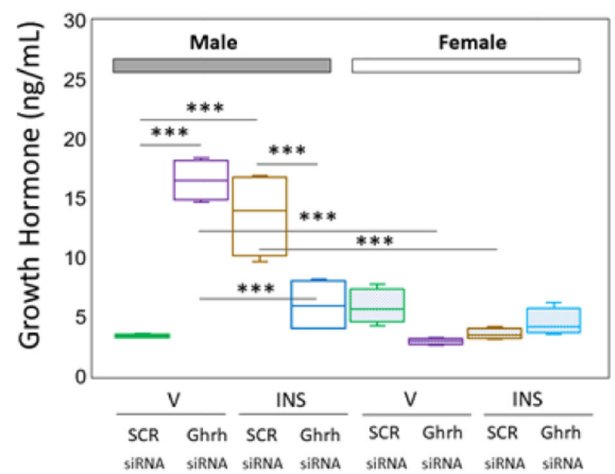 30
Male Female
25
***
20
***
***
15
***
***
10
***
5
0
Growth Hormone (ng/mL)
V INS V INS
SCR Ghrh SCR Ghrh SCR Ghrh SCR Ghrh
siRNA siRNA siRNA siRNA siRNA siRNA siRNA siRNA